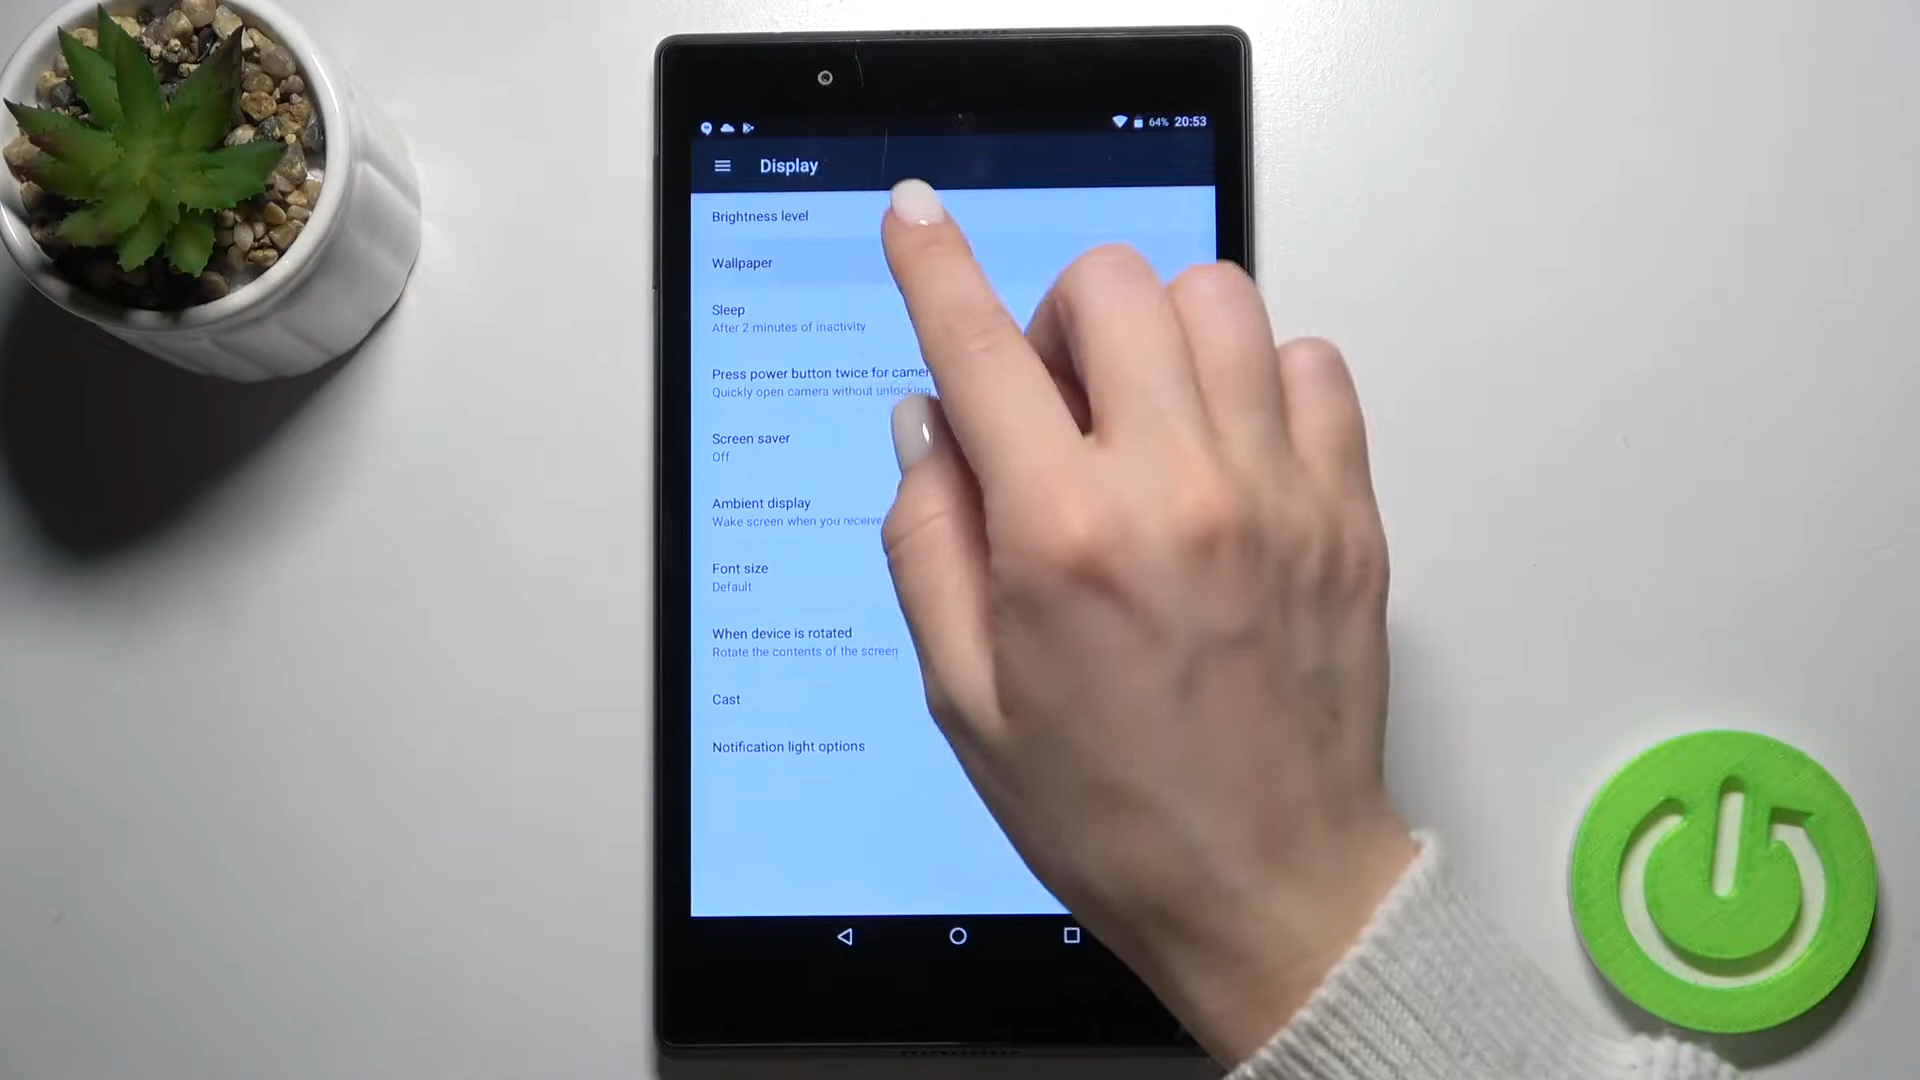 64% 20:53
Display
Brightness level
Wallpaper
Sleep
After 2 minutes of inactivity
Press power button twice for camer
Quickly open camera without unlocking
Screen saver
Off
Ambient display
Wake screen when you receive
Font size
Default
When device is rotated
Rotate the contents of the screen
Cast
Notification light options